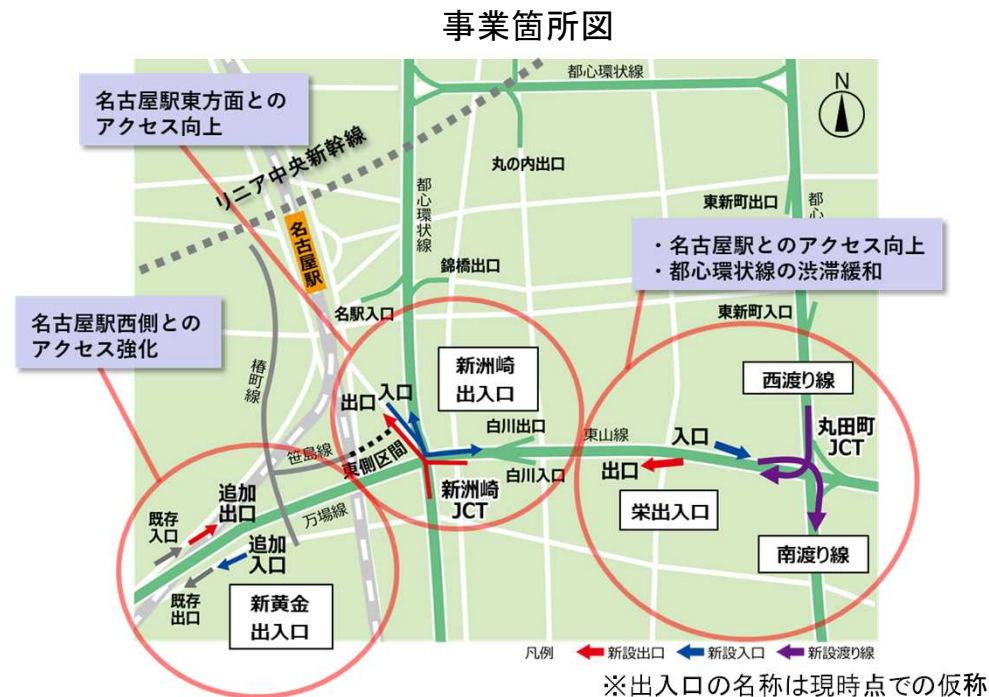 事業箇所図
名古屋駅東方面との
アクセス向上
都心環状線
N
リニア中央新幹線
丸の内出口
都心環状線
東新町出口
都心
名古屋駅
・名古屋駅とのアクセス向上
・都心環状線の渋滞緩和
錦橋出口
名駅入口
東新町入口
名古屋駅西側との
アクセス強化
椿町線
新洲崎
出入口
西渡り線
出口
入口
白川出口
東山線
入口
丸田町
JCT
笹島線
東側区間
白川入口
出口
新洲崎
JCT
栄出入口
追加
出口
万場線
既存
入口
追加
入口
南渡り線
既存
出口
新黄金
出入口
凡例 新設出口 新設入口 新設渡り線
※出入口の名称は現時点での仮称